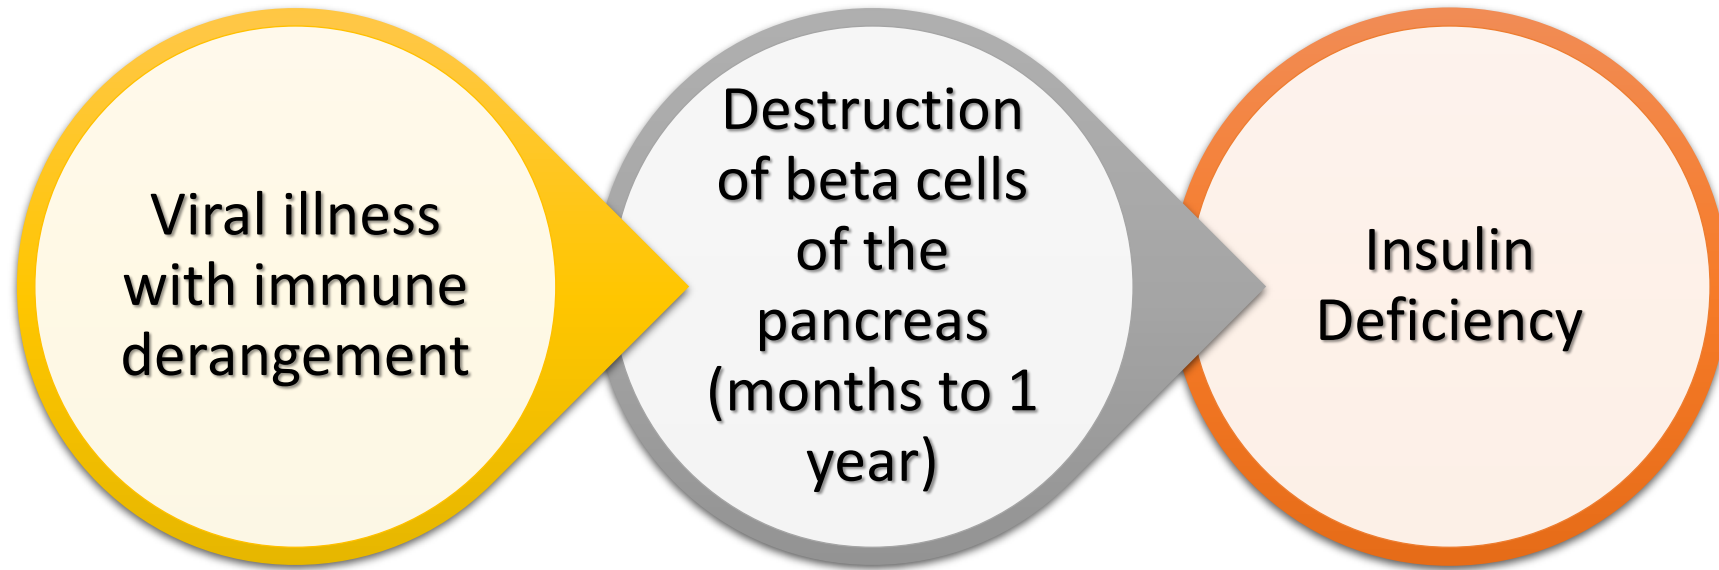 Viral illness
with immune
derangement
Destruction
of beta cells
of the
pancreas
(months to 1
year)
Insulin
Deficiency